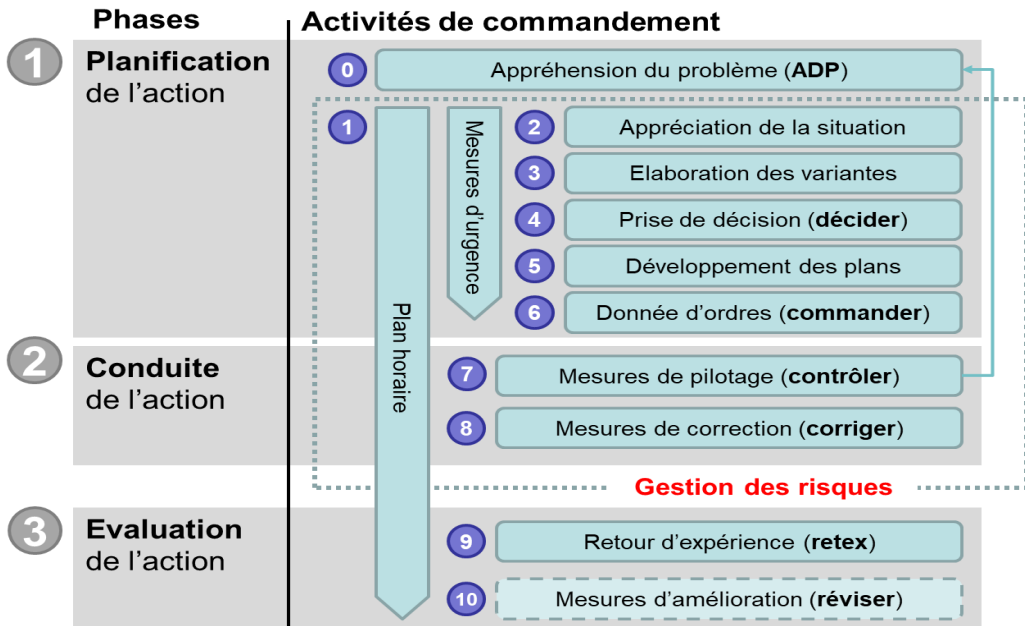 Phases
Activités de commandement
1
Planification
de l'action
0
Appréhension du problème (ADP)
1
Plan horaire
Mesures d'urgence
2
Appréciation de la situation
3
Elaboration des variantes
4
Prise de décision (décider)
5
Développement des plans
6
Donnée d'ordres (commander)
2
Conduite
de l'action
7
Mesures de pilotage (contrôler)
8
Mesures de correction (corriger)
Gestion des risques
3
Evaluation
de l'action
9
Retour d'expérience (retex)
10
Mesures d'amélioration (réviser)